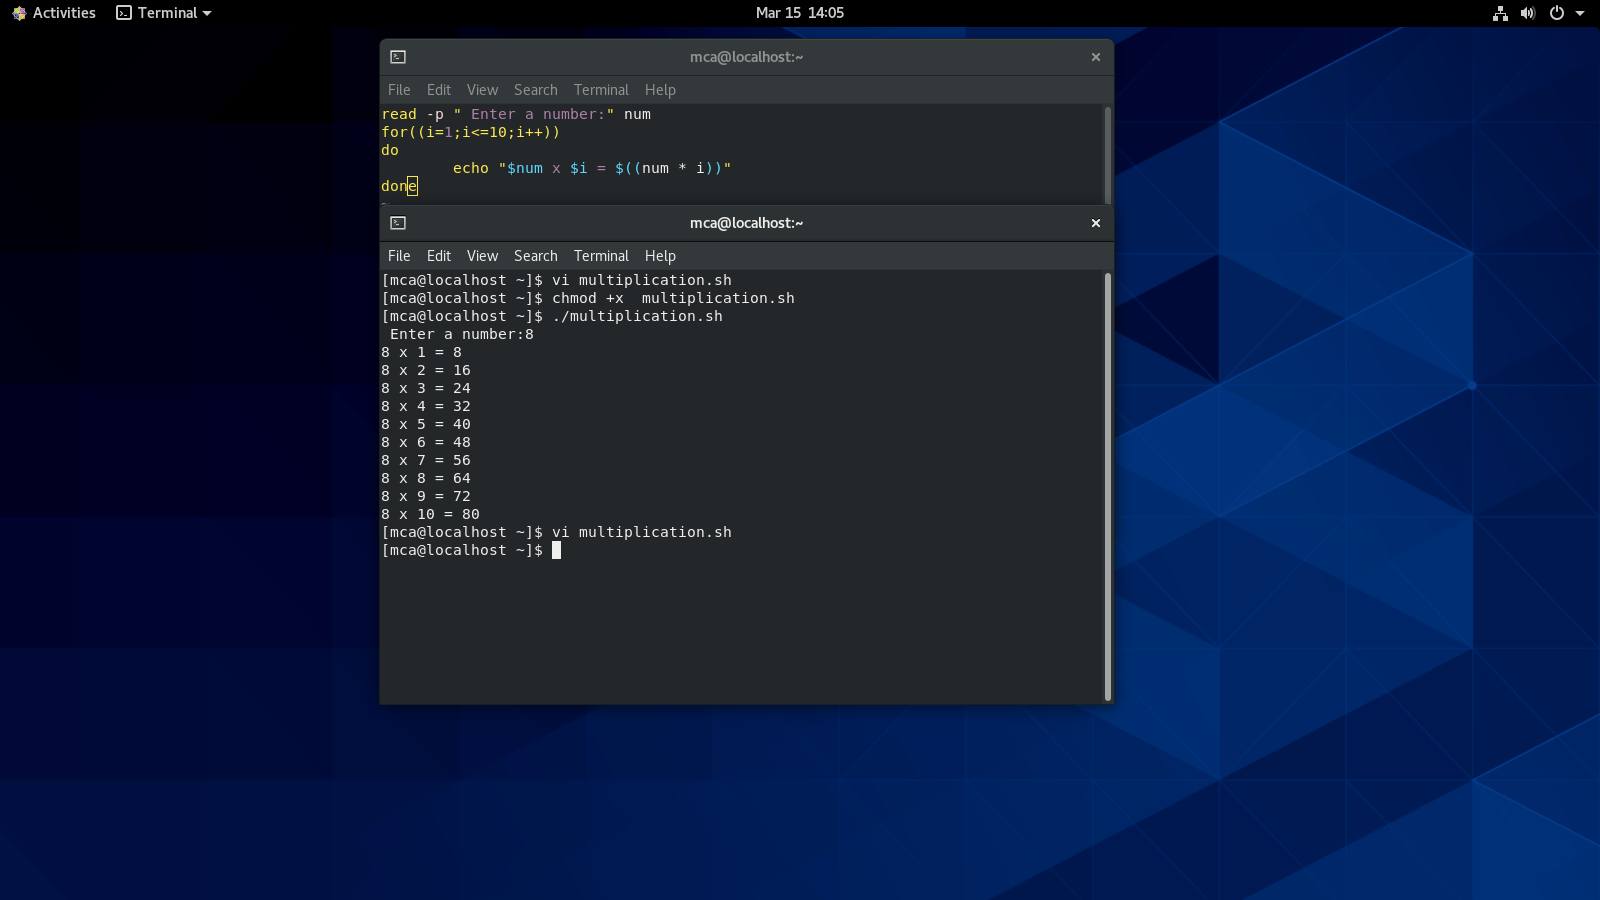 Activities Terminal Mar 15 14:05
mca@localhost:~
File Edit View Search Terminal Help
read -p " Enter a number:" num
for((i=1;i<=10;i++))
do
        echo "$num x $i = $((num * i))"
done
mca@localhost:~
File Edit View Search Terminal Help
[mca@localhost ~]$ vi multiplication.sh
[mca@localhost ~]$ chmod +x  multiplication.sh
[mca@localhost ~]$ ./multiplication.sh
 Enter a number:8
8 x 1 = 8
8 x 2 = 16
8 x 3 = 24
8 x 4 = 32
8 x 5 = 40
8 x 6 = 48
8 x 7 = 56
8 x 8 = 64
8 x 9 = 72
8 x 10 = 80
[mca@localhost ~]$ vi multiplication.sh
[mca@localhost ~]$